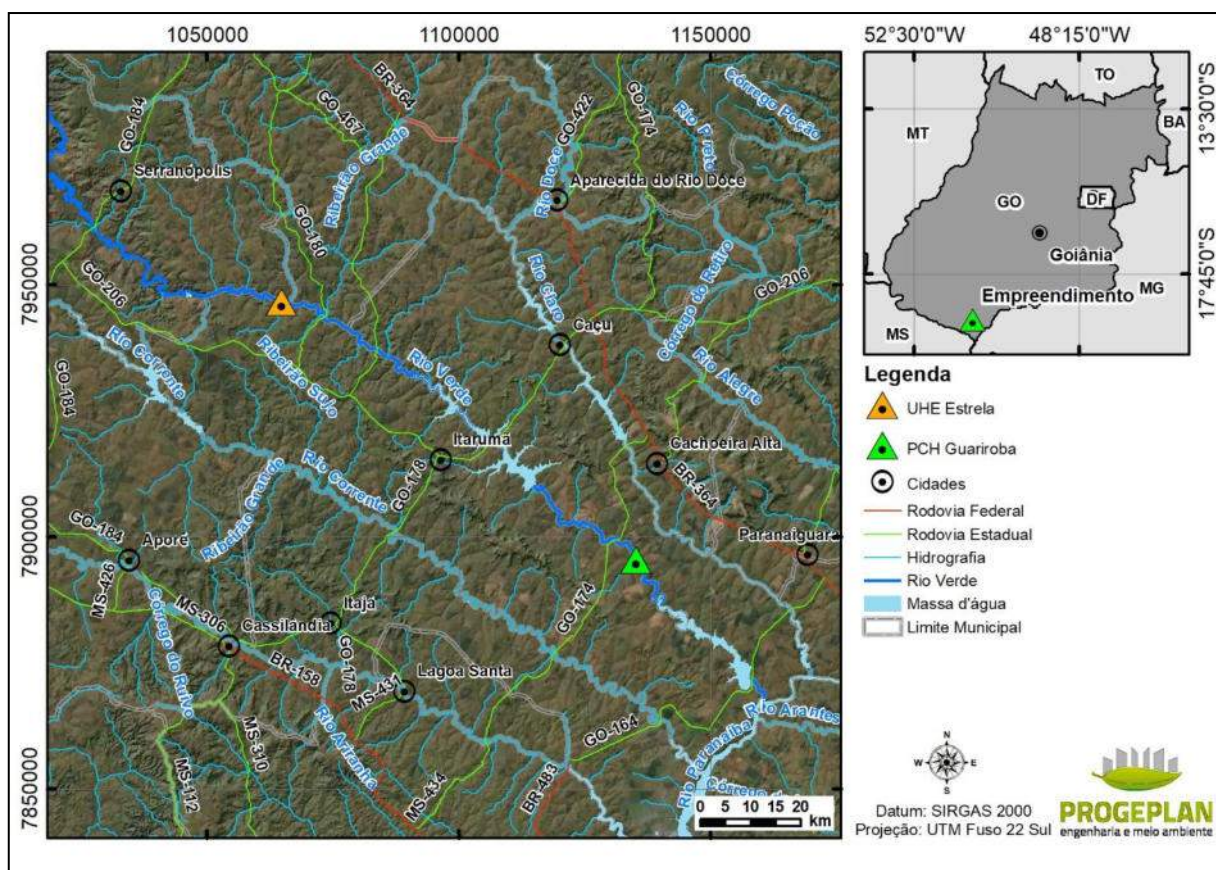 1050000 1100000 1150000
7950000
7900000
7850000
GO-184
GO-467
BR-364
GO-422
GO-174
Rio Preto
Córrego Poção
Serranópolis
Ribeirão Grande
Rio Doce
Aparecida do Rio Doce
GO-180
GO-206
Rio Claro
Córrego do Retiro
GO-206
Rio Corrente
Ribeirão Sujo
Rio Verde
Caçu
Rio Alegre
GO-184
Itarumã
Cachoeira Alta
GO-178
BR-364
Rio Corrente
Ribeirão Grande
GO-184
Aporé
MS-426
Paranaiguara
MS-306
Itajá
GO-174
Cassilândia
Córrego do Ruivo
BR-158
GO-178
MS-431
Lagoa Santa
Rio Arantes
GO-164
Rio Paranaíba
MS-310
Rio Ariranha
MS-112
MS-434
BR-483
0 5 10 15 20
km
52°30'0"W 48°15'0"W
13°30'0"S
17°45'0"S
TO
MT
BA
GO
DF
Goiânia
MG
Empreendimento
MS
Legenda
UHE Estrela
PCH Guariroba
Cidades
Rodovia Federal
Rodovia Estadual
Hidrografia
Rio Verde
Massa d'água
Limite Municipal
N
W E
S
Datum: SIRGAS 2000
Projeção: UTM Fuso 22 Sul
PROGEPLAN
engenharia e meio ambiente